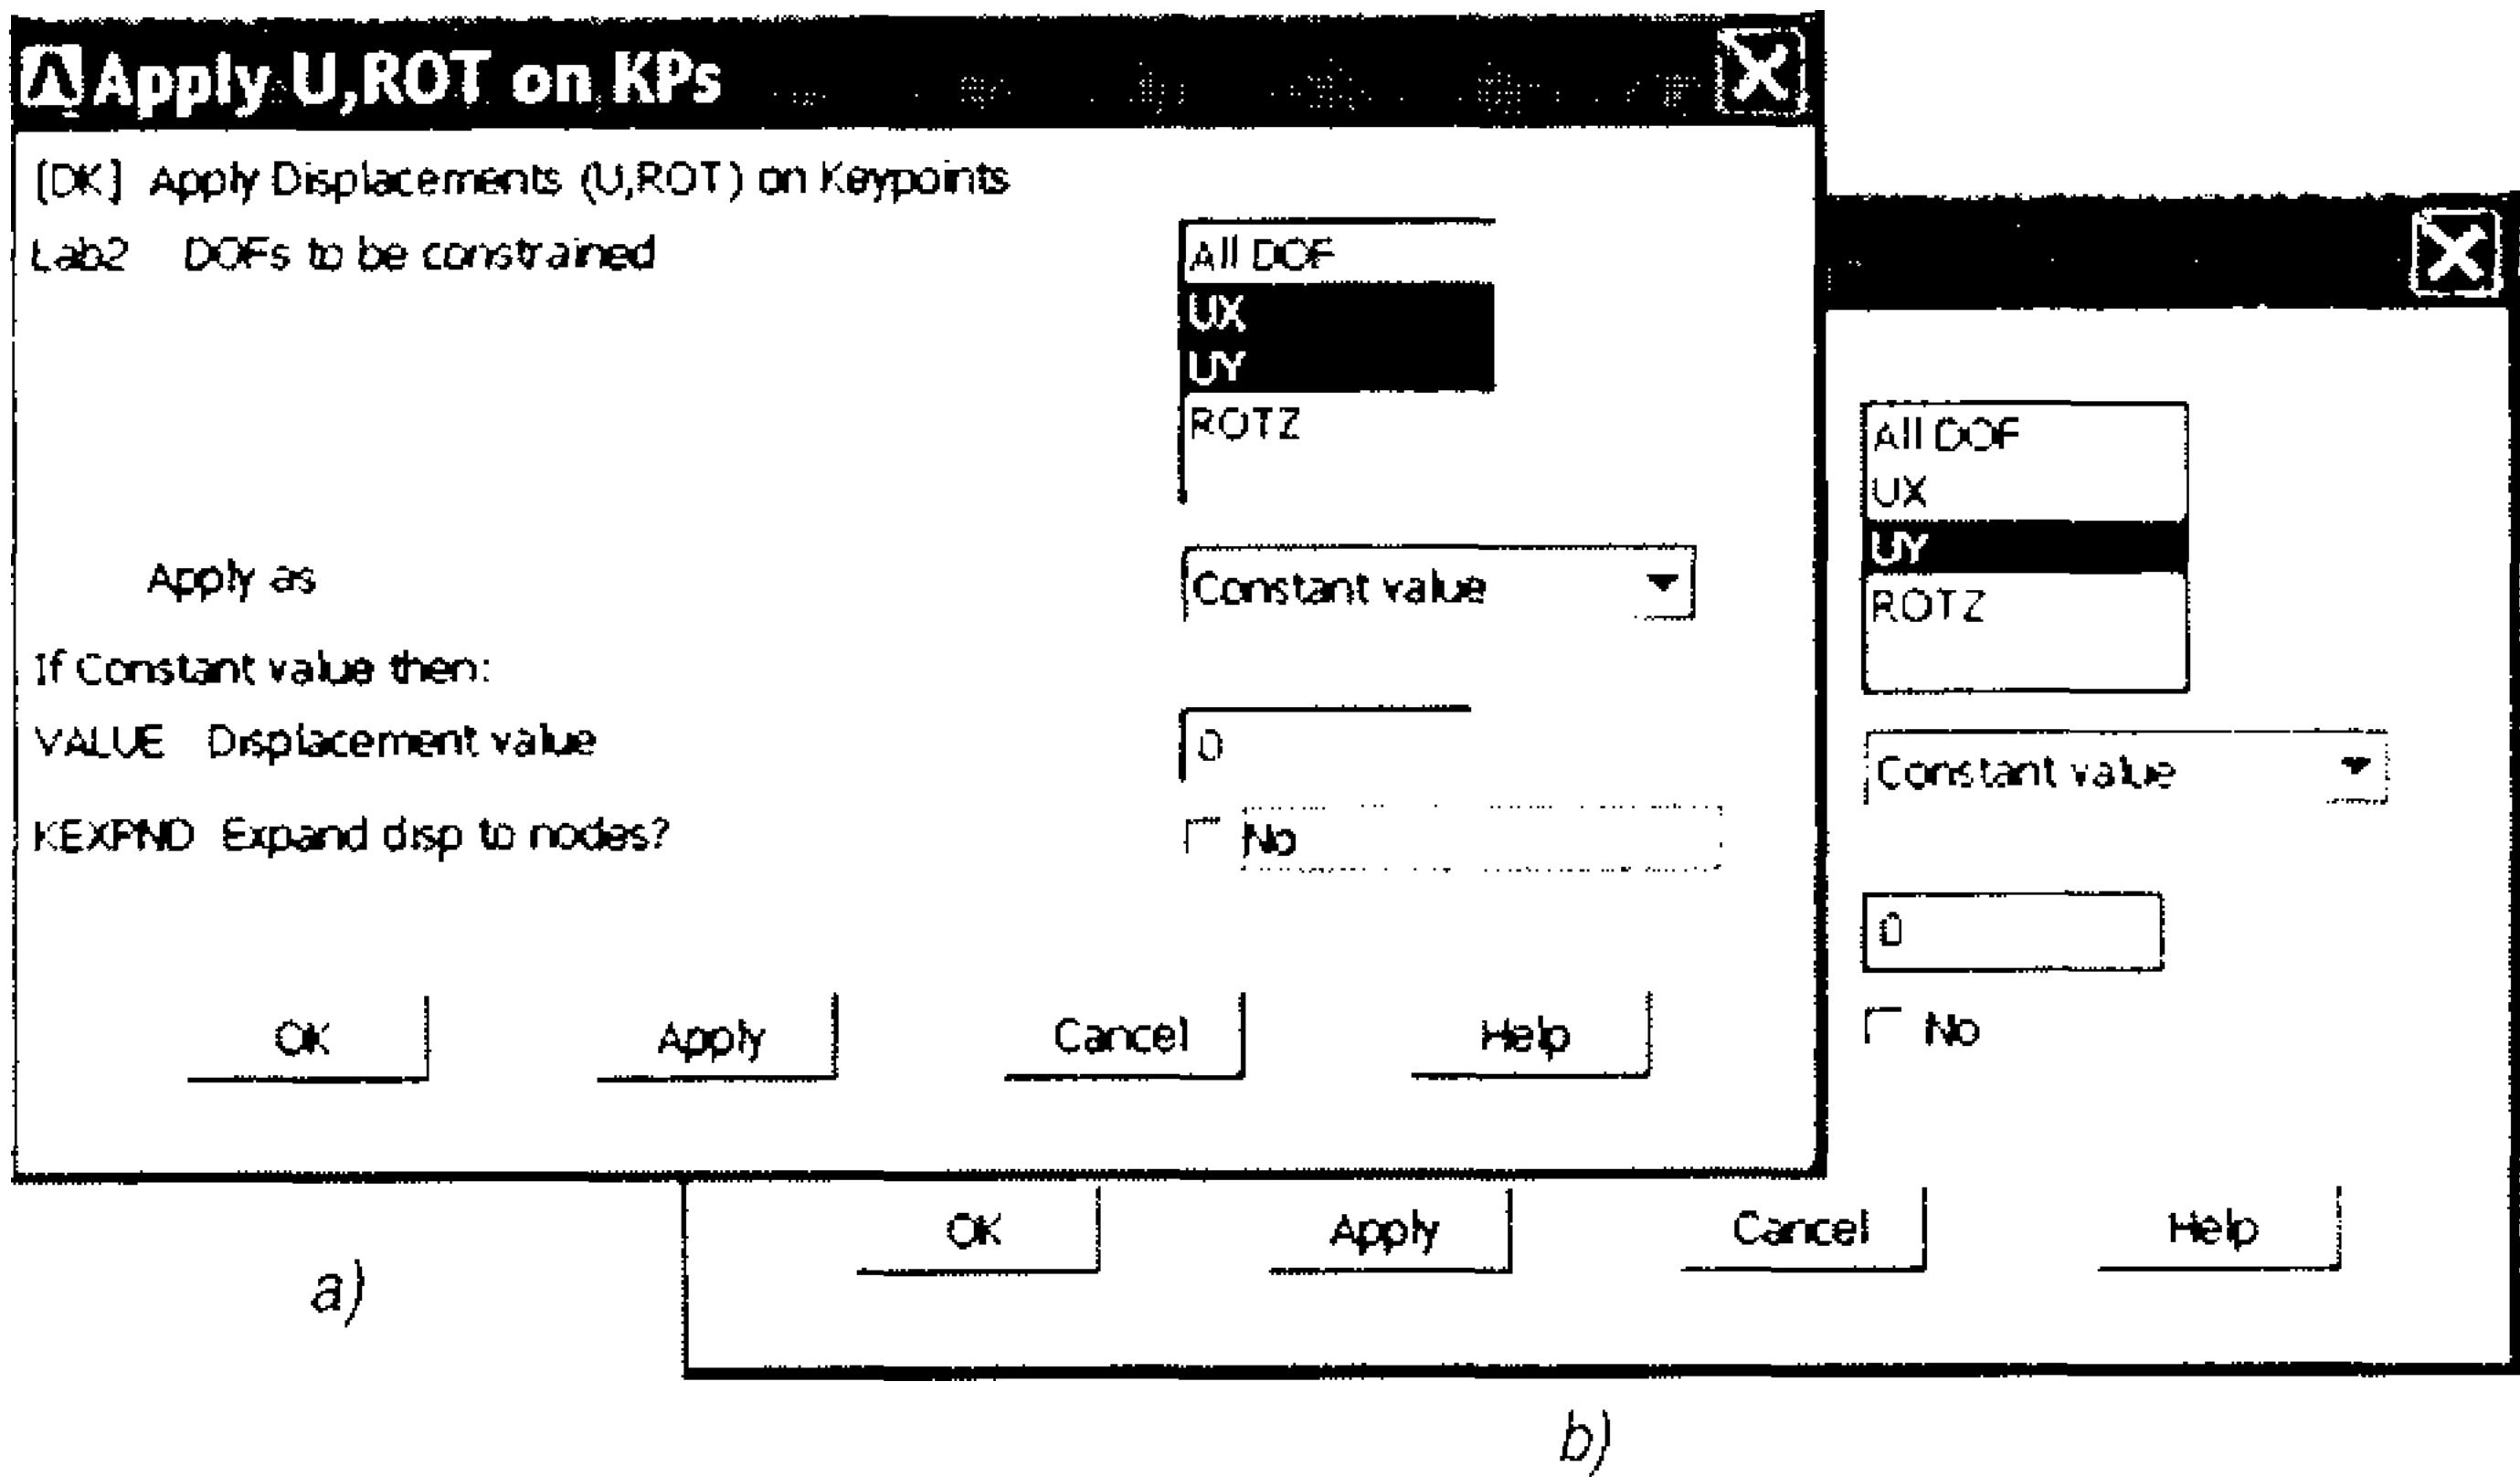 Apply U,ROT on KPs
[DK] Apply Displacements (U,ROT) on Keypoints
Lab2 DOFs to be constrained
All DOF
UX
UY
ROTZ
Apply as
Constant value
If Constant value then:
VALUE Displacement value
0
KEXPND Expand disp to nodes?
No
OK Apply Cancel Help
a)
All DOF
UX
UY
ROTZ
Constant value
0
No
OK Apply Cancel Help
b)